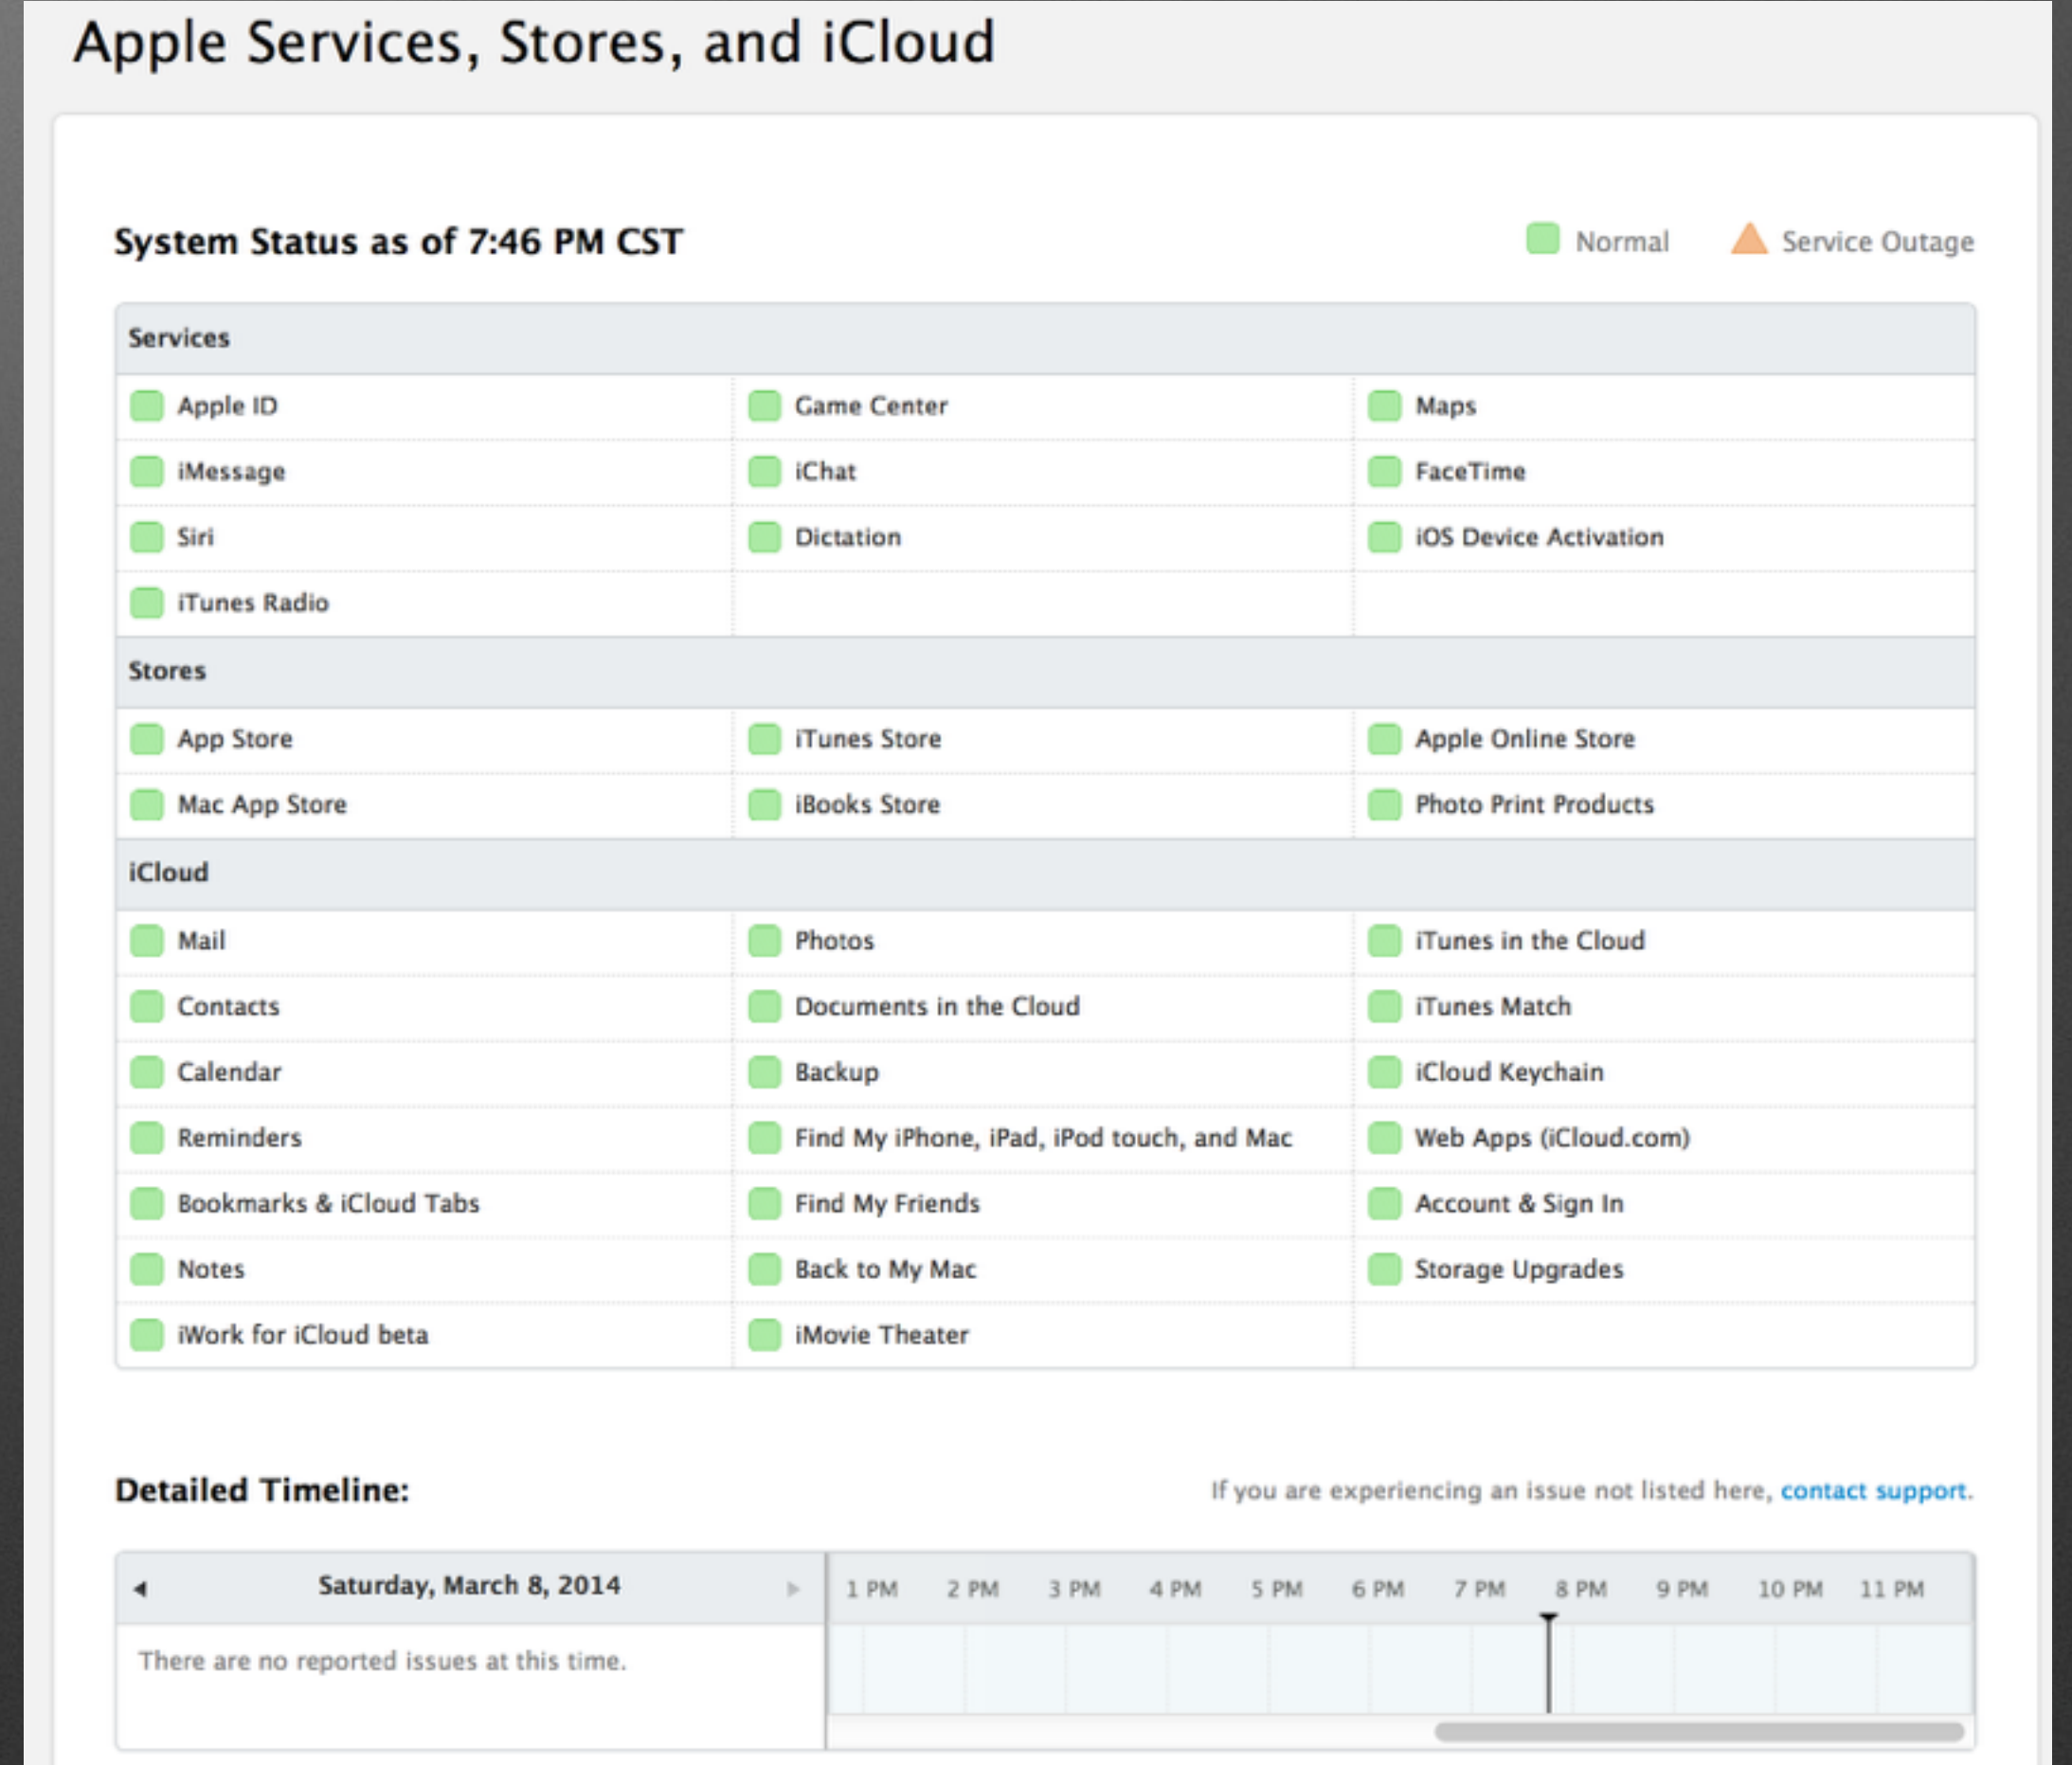 Apple Services, Stores, and iCloud
System Status as of 7:46 PM CST
Normal
Service Outage
Services
Apple ID
Game Center
Maps
iMessage
iChat
FaceTime
Siri
Dictation
iOS Device Activation
iTunes Radio
Stores
App Store
iTunes Store
Apple Online Store
Mac App Store
iBooks Store
Photo Print Products
iCloud
Mail
Photos
iTunes in the Cloud
Contacts
Documents in the Cloud
iTunes Match
Calendar
Backup
iCloud Keychain
Reminders
Find My iPhone, iPad, iPod touch, and Mac
Web Apps (iCloud.com)
Bookmarks & iCloud Tabs
Find My Friends
Account & Sign In
Notes
Back to My Mac
Storage Upgrades
iWork for iCloud beta
iMovie Theater
Detailed Timeline:
If you are experiencing an issue not listed here, contact support.
Saturday, March 8, 2014
1 PM 2 PM 3 PM 4 PM 5 PM 6 PM 7 PM 8 PM 9 PM 10 PM 11 PM
There are no reported issues at this time.